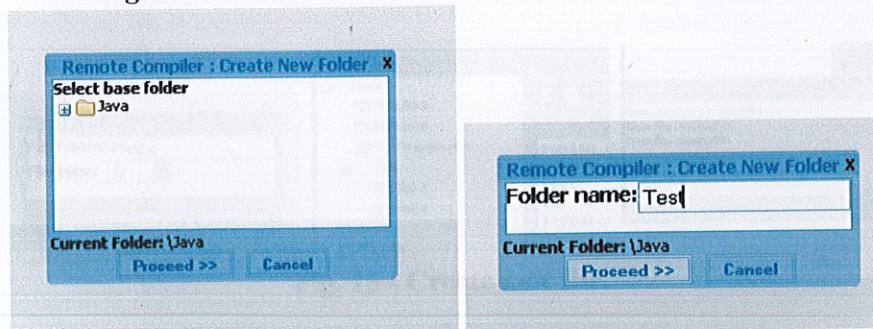 Remote Compiler : Create New Folder X
Select base folder
Java
Current Folder: \Java
Proceed >> Cancel
Remote Compiler : Create New Folder X
Folder name: Test
Current Folder: \Java
Proceed >> Cancel